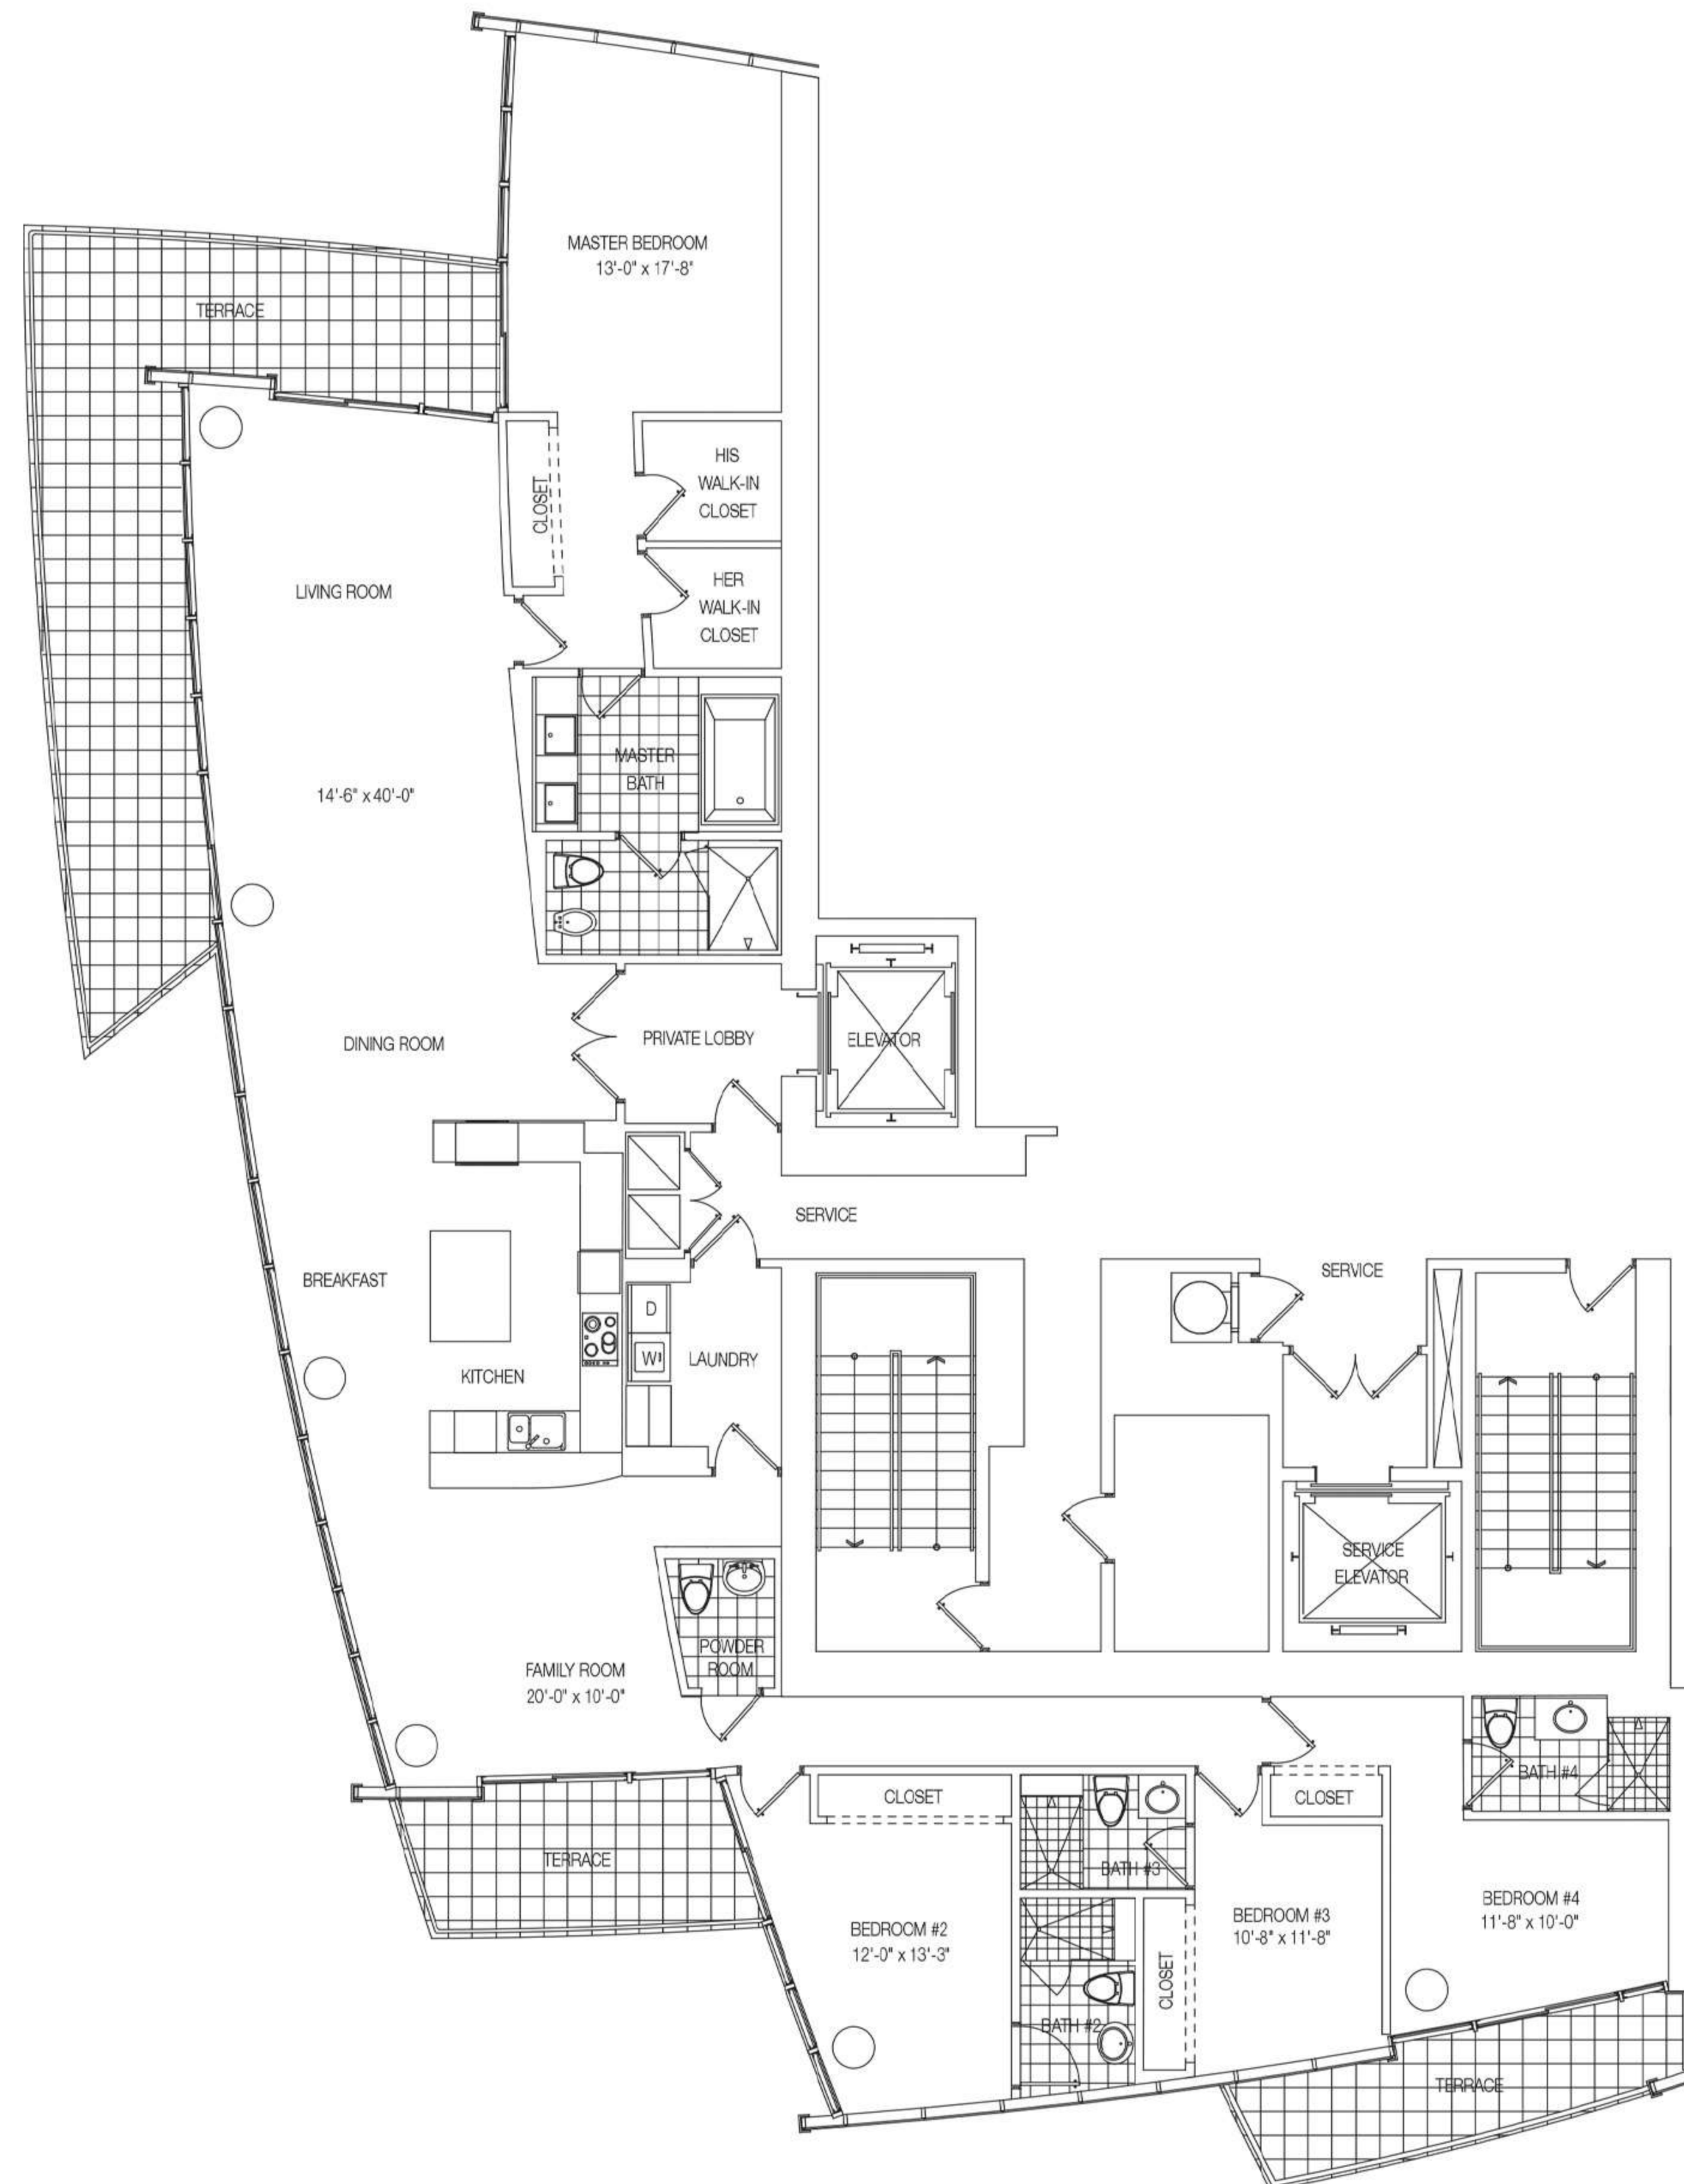 MASTER BEDROOM
13'-0" x 17'-8"
TERRACE
HIS
WALK-IN
CLOSET
CLOSET
HER
WALK-IN
CLOSET
LIVING ROOM
MASTER
BATH
14'-6" x 40'-0"
DINING ROOM
PRIVATE LOBBY
ELEVATOR
SERVICE
BREAKFAST
SERVICE
D
W
LAUNDRY
KITCHEN
SERVICE
ELEVATOR
POWDER
ROOM
FAMILY ROOM
20'-0" x 10'-0"
BATH #4
CLOSET
CLOSET
TERRACE
BATH #3
BEDROOM #2
12'-0" x 13'-3"
BEDROOM #3
10'-8" x 11'-8"
BEDROOM #4
11'-8" x 10'-0"
CLOSET
BATH #2
TERRACE